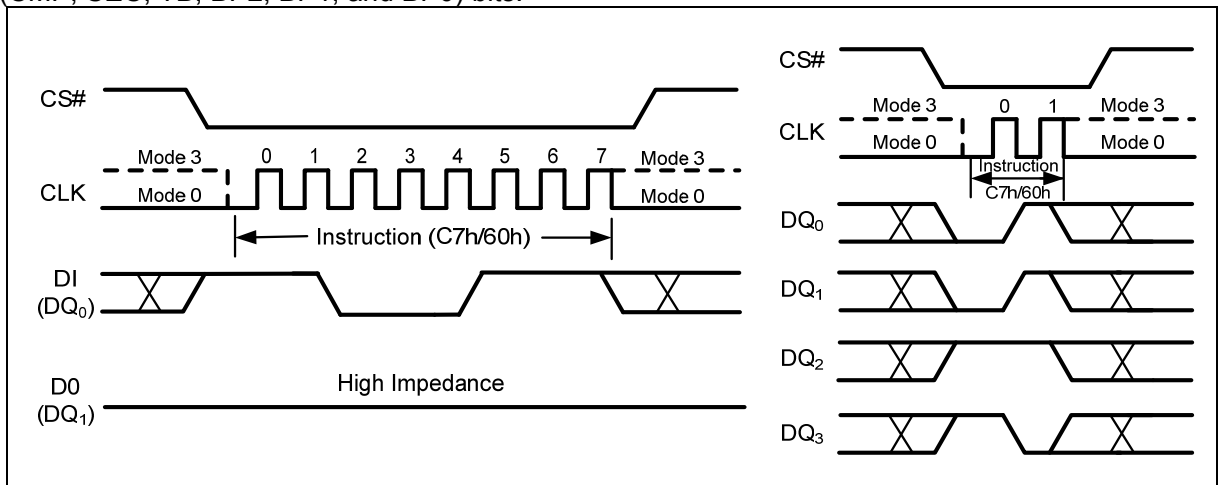 (CMP, SEC, TB, BP2, BP1, and BP0) bits.
CS#
Mode 3 0 1 2 3 4 5 6 7 Mode 3
CLK Mode 0 Mode 0
Instruction (C7h/60h)
DI
(DQ0)
High Impedance
D0
(DQ1)
CS#
Mode 3 0 1 Mode 3
CLK
Mode 0 Mode 0
Instruction
C7h/60h
DQ0
DQ1
DQ2
DQ3